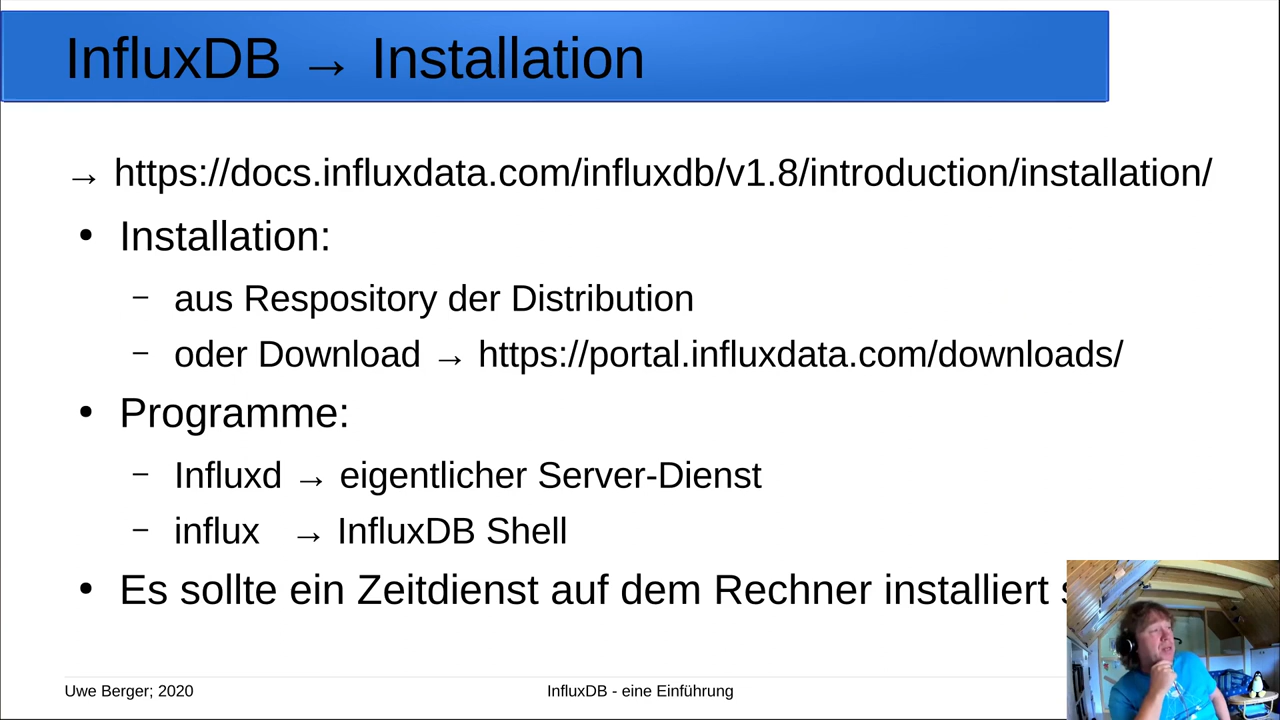 InfluxDB → Installation
→ https://docs.influxdata.com/influxdb/v1.8/introduction/installation/
• Installation:
– aus Respository der Distribution
– oder Download → https://portal.influxdata.com/downloads/
• Programme:
– Influxd → eigentlicher Server-Dienst
– influx → InfluxDB Shell
• Es sollte ein Zeitdienst auf dem Rechner installiert
Uwe Berger; 2020
InfluxDB - eine Einführung